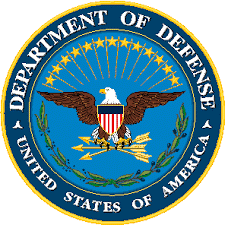 DEPARTMENT OF DEFENSE
UNITED STATES OF AMERICA